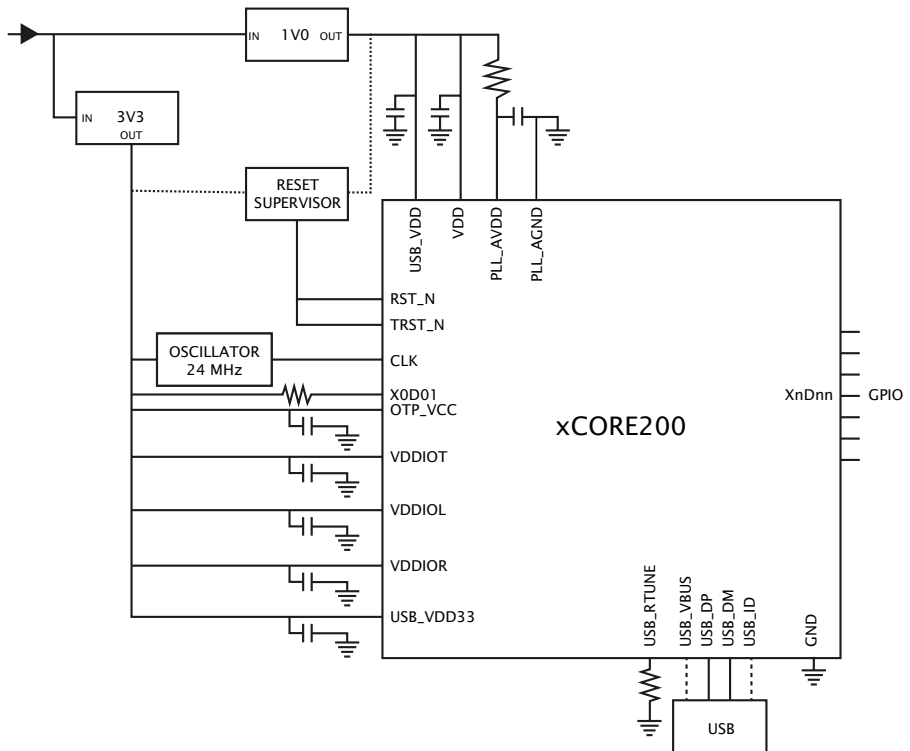 IN 1V0 OUT
IN 3V3
OUT
RESET
SUPERVISOR
USB_VDD
VDD
PLL_AVDD
PLL_AGND
RST_N
TRST_N
OSCILLATOR
24 MHz
CLK
X0D01
OTP_VCC
XnDnn GPIO
xCORE200
VDDIOT
VDDIOL
VDDIOR
USB_VDD33
USB_RTUNE
USB_VBUS
USB_DP
USB_DM
USB_ID
GND
USB